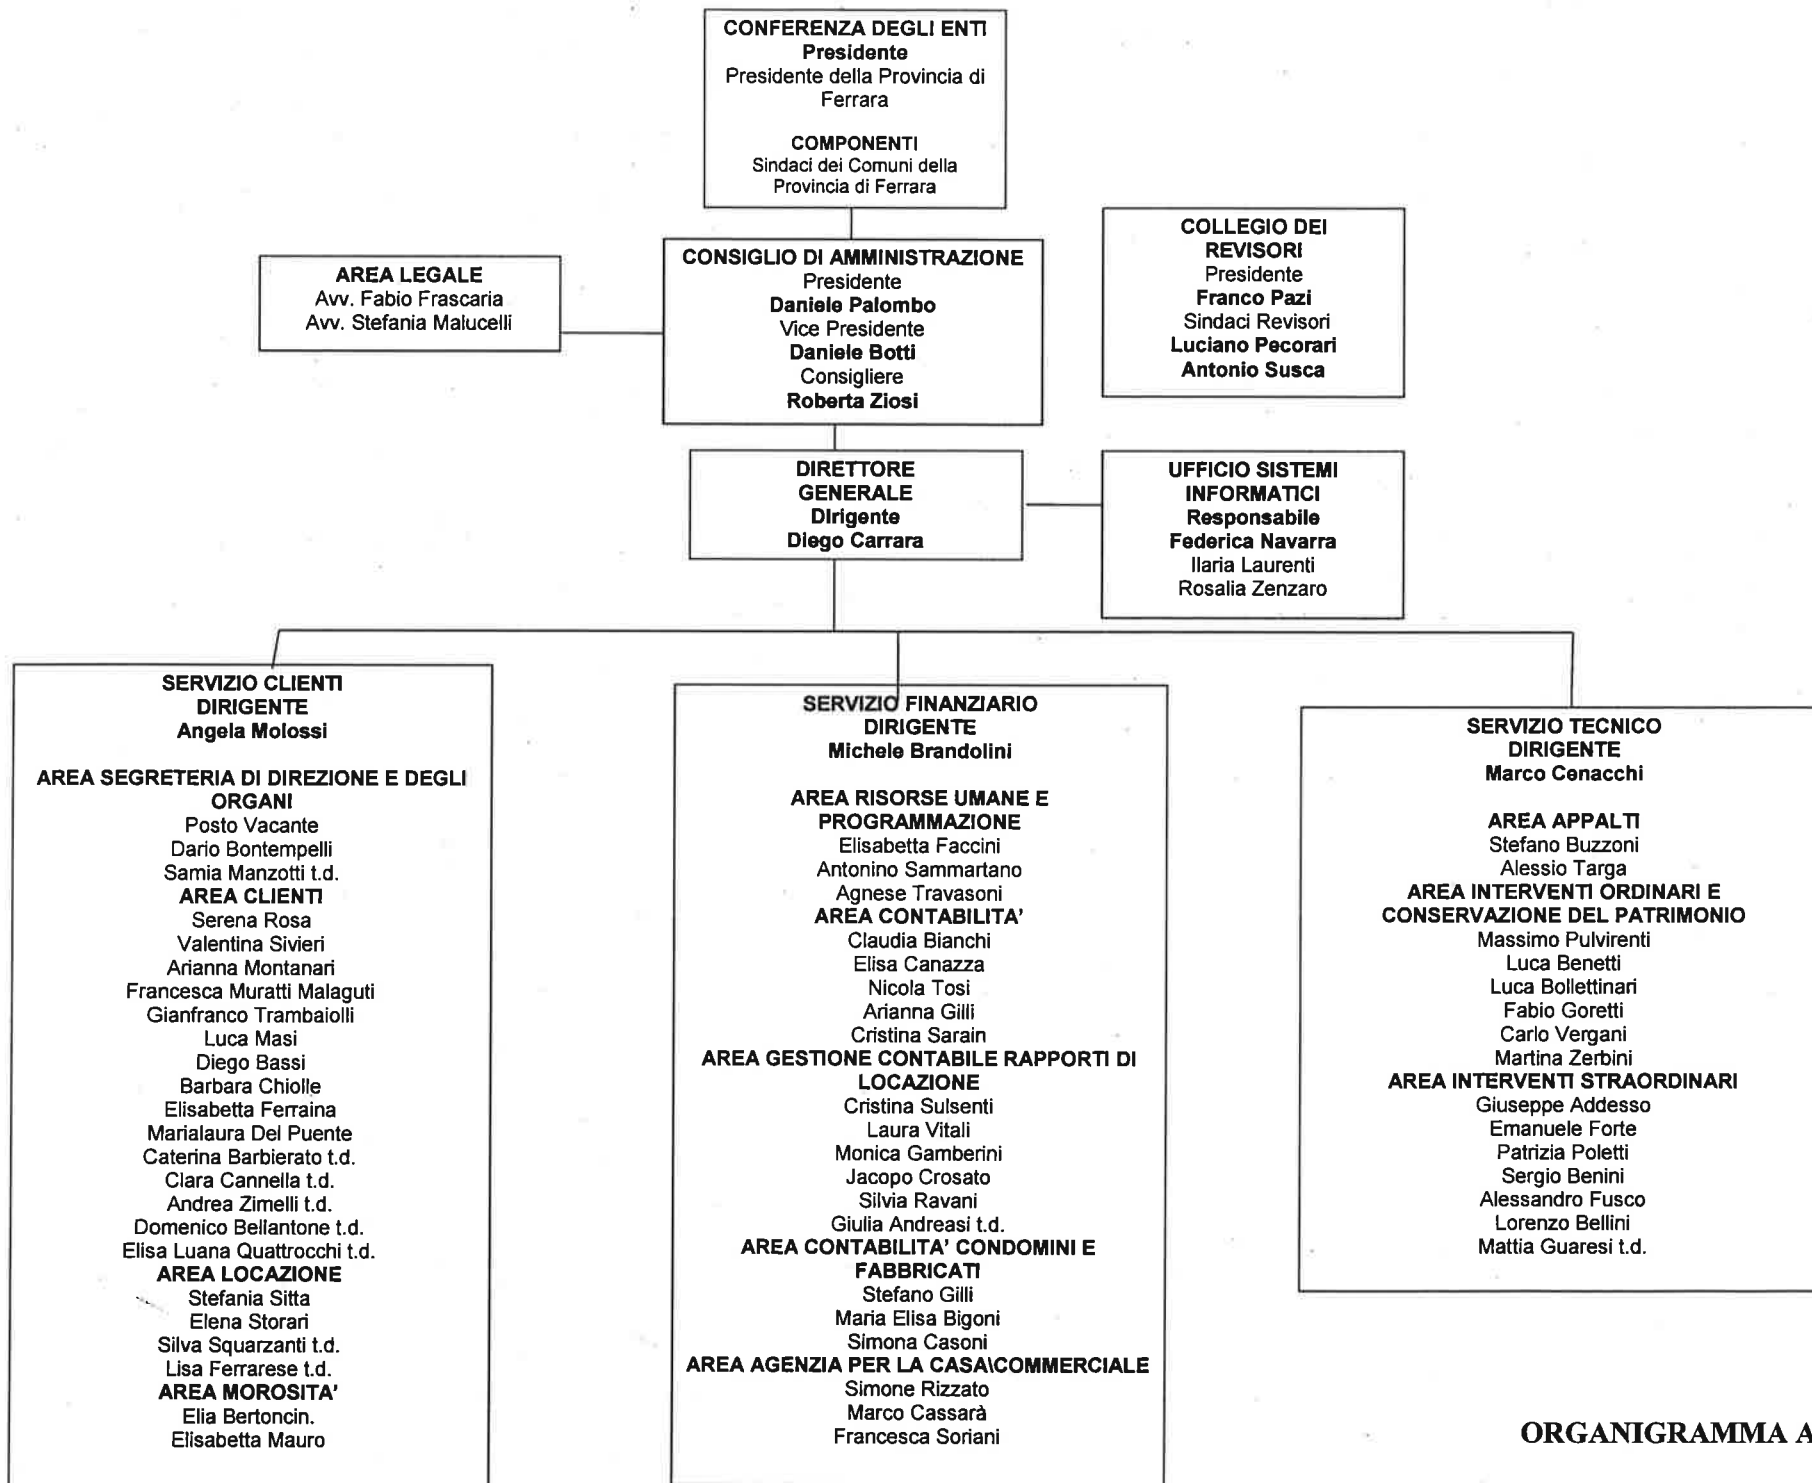 CONFERENZA DEGLI ENTI
Presidente
Presidente della Provincia di
Ferrara
COMPONENTI
Sindaci dei Comuni della
Provincia di Ferrara
AREA LEGALE
Avv. Fabio Frascaria
Avv. Stefania Malucelli
CONSIGLIO DI AMMINISTRAZIONE
Presidente
Daniele Palombo
Vice Presidente
Daniele Botti
Consigliere
Roberta Ziosi
COLLEGIO DEI
REVISORI
Presidente
Franco Pazi
Sindaci Revisori
Luciano Pecorari
Antonio Susca
DIRETTORE
GENERALE
Dirigente
Diego Carrara
UFFICIO SISTEMI
INFORMATICI
Responsabile
Federica Navarra
Ilaria Laurenti
Rosalia Zenzaro
SERVIZIO CLIENTI
DIRIGENTE
Angela Molossi
AREA SEGRETERIA DI DIREZIONE E DEGLI
ORGANI
Posto Vacante
Dario Bontempelli
Samia Manzotti t.d.
AREA CLIENTI
Serena Rosa
Valentina Sivieri
Arianna Montanari
Francesca Muratti Malaguti
Gianfranco Trambaiolli
Luca Masi
Diego Bassi
Barbara Chiolle
Elisabetta Ferraina
Marialaura Del Puente
Caterina Barbierato t.d.
Clara Cannella t.d.
Andrea Zimelli t.d.
Domenico Bellantone t.d.
Elisa Luana Quattrocchi t.d.
AREA LOCAZIONE
Stefania Sitta
Elena Storari
Silva Squarzanti t.d.
Lisa Ferrarese t.d.
AREA MOROSITA'
Elia Bertoncin.
Elisabetta Mauro
SERVIZIO FINANZIARIO
DIRIGENTE
Michele Brandolini
AREA RISORSE UMANE E
PROGRAMMAZIONE
Elisabetta Faccini
Antonino Sammartano
Agnese Travasoni
AREA CONTABILITA'
Claudia Bianchi
Elisa Canazza
Nicola Tosi
Arianna Gilli
Cristina Sarain
AREA GESTIONE CONTABILE RAPPORTI DI
LOCAZIONE
Cristina Sulsenti
Laura Vitali
Monica Gamberini
Jacopo Crosato
Silvia Ravani
Giulia Andreasi t.d.
AREA CONTABILITA' CONDOMINI E
FABBRICATI
Stefano Gilli
Maria Elisa Bigoni
Simona Casoni
AREA AGENZIA PER LA CASA\COMMERCIALE
Simone Rizzato
Marco Cassarà
Francesca Soriani
SERVIZIO TECNICO
DIRIGENTE
Marco Cenacchi
AREA APPALTI
Stefano Buzzoni
Alessio Targa
AREA INTERVENTI ORDINARI E
CONSERVAZIONE DEL PATRIMONIO
Massimo Pulvirenti
Luca Benetti
Luca Bollettinari
Fabio Goretti
Carlo Vergani
Martina Zerbini
AREA INTERVENTI STRAORDINARI
Giuseppe Addesso
Emanuele Forte
Patrizia Poletti
Sergio Benini
Alessandro Fusco
Lorenzo Bellini
Mattia Guaresi t.d.
ORGANIGRAMMA A